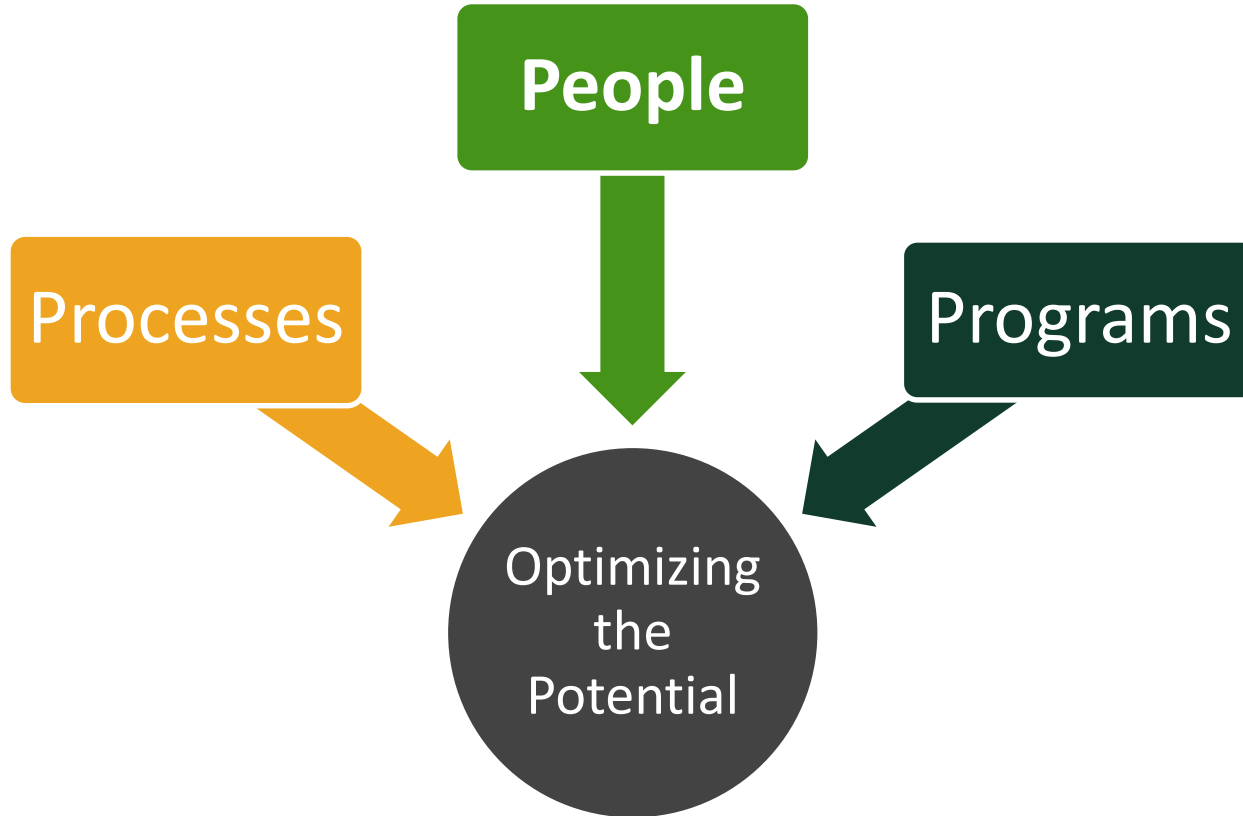 People
Processes
Programs
Optimizing
the
Potential